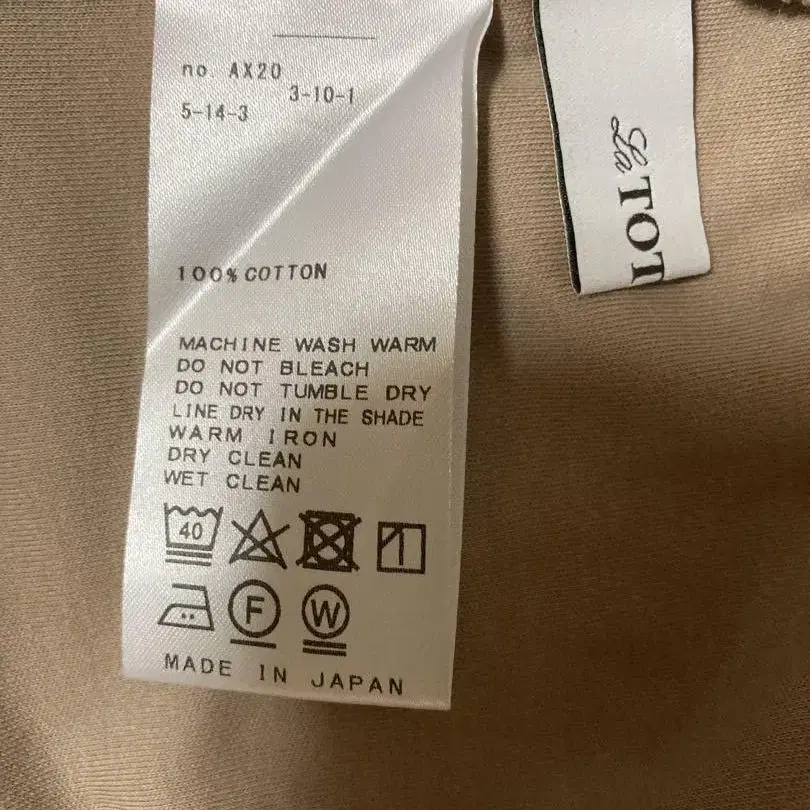 no. AX20
3-10-1
5-14-3
100% COTTON
MACHINE WASH WARM
DO NOT BLEACH
DO NOT TUMBLE DRY
LINE DRY IN THE SHADE
WARM IRON
DRY CLEAN
WET CLEAN
40
F W
MADE IN JAPAN
La TOT